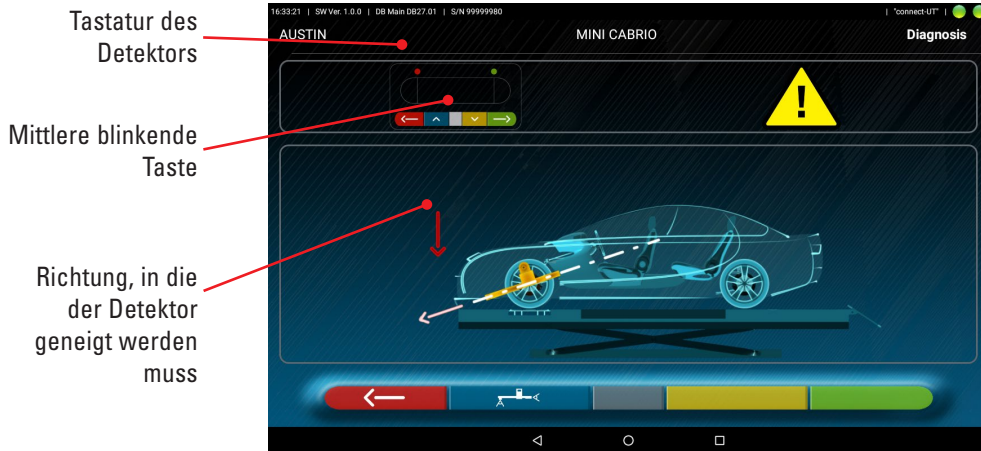 Tastatur des
Detektors
Mittlere blinkende
Taste
Richtung, in die
der Detektor
geneigt werden
muss
16:33:21 | SW Ver. 1.0.0 | DB Main DB27.01 | S/N 99999980
| "connect-UT" |
AUSTIN
MINI CABRIO
Diagnosis